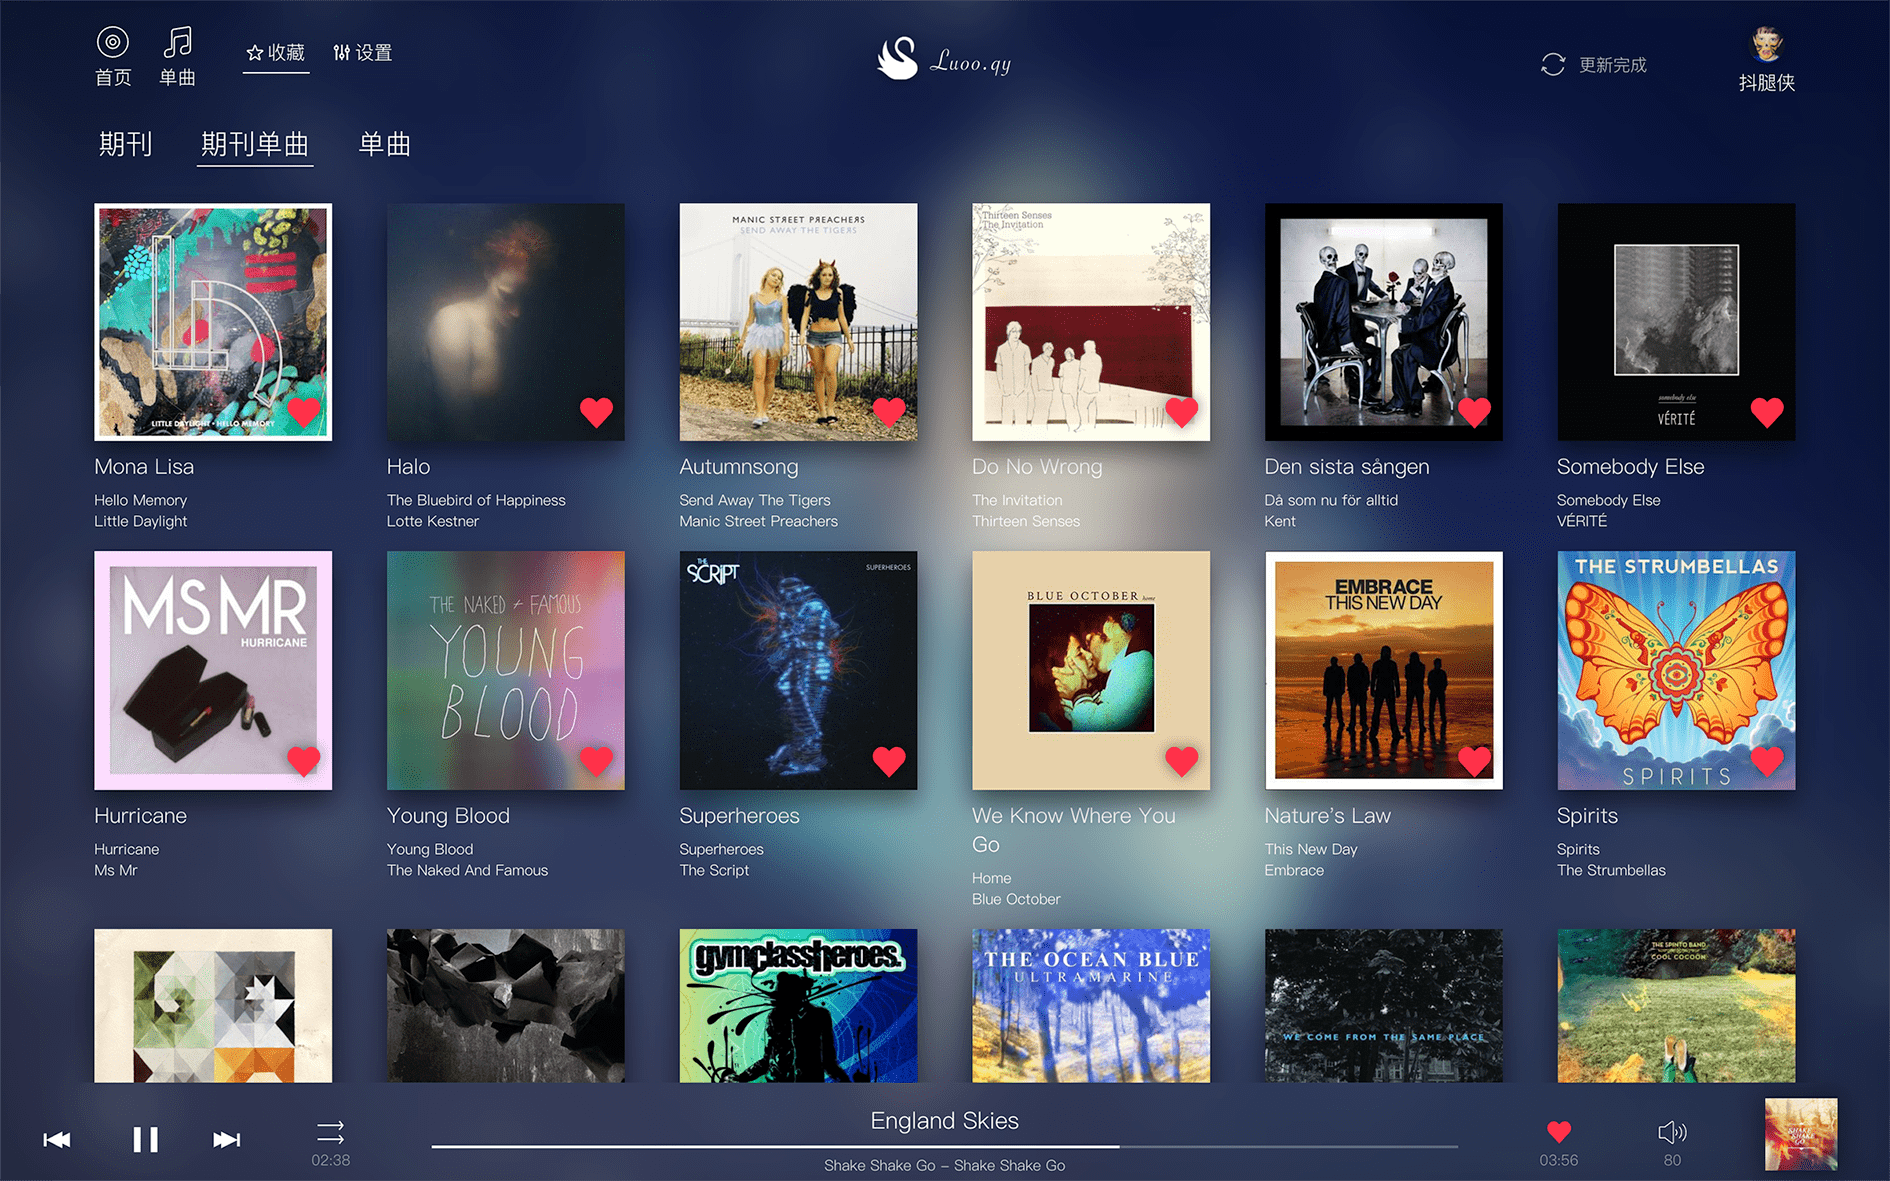 首页
单曲
收藏
设置
Luoo.qy
更新完成
抖腿侠
期刊
期刊单曲
单曲
LITTLE DAYLIGHT • HELLO MEMORY
MANIC STREET PREACHERS
SEND AWAY THE TIGERS
Thirteen Senses
The Invitation
somebody else
VÉRITÉ
Mona Lisa
Hello Memory
Little Daylight
Halo
The Bluebird of Happiness
Lotte Kestner
Autumnsong
Send Away The Tigers
Manic Street Preachers
Do No Wrong
The Invitation
Thirteen Senses
Den sista sången
Då som nu för alltid
Kent
Somebody Else
Somebody Else
VÉRITÉ
MS MR
HURRICANE
THE NAKED + FAMOUS
YOUNG
BLOOD
THE
SCRIPT
SUPERHEROES
BLUE OCTOBER home
EMBRACE
THIS NEW DAY
THE STRUMBELLAS
SPIRITS
Hurricane
Hurricane
Ms Mr
Young Blood
Young Blood
The Naked And Famous
Superheroes
Superheroes
The Script
We Know Where You
Go
Home
Blue October
Nature's Law
This New Day
Embrace
Spirits
Spirits
The Strumbellas
gymclassheroes.
THE OCEAN BLUE
ULTRAMARINE
WE COME FROM THE SAME PLACE
THE SPINTO BAND
COOL COCOON
02:38
England Skies
Shake Shake Go – Shake Shake Go
03:56
80
SHAKE
SHAKE
GO